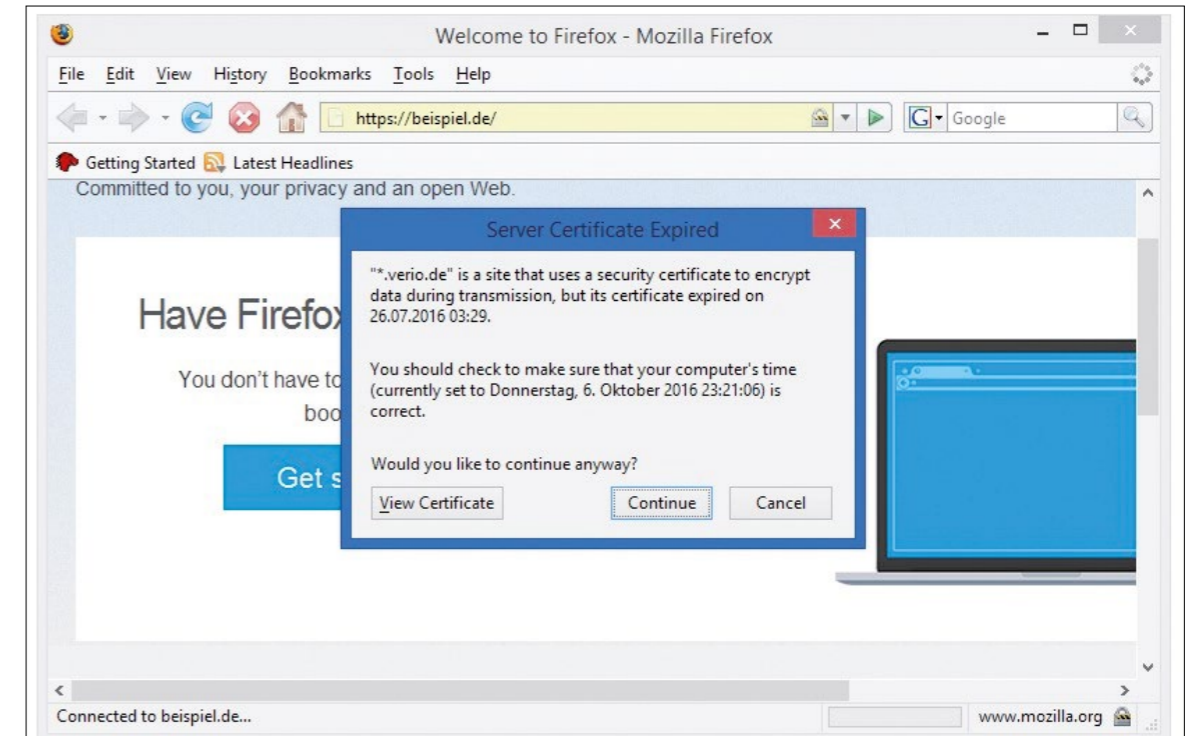 Welcome to Firefox - Mozilla Firefox
File Edit View History Bookmarks Tools Help
https://beispiel.de/
G Google
Getting Started Latest Headlines
Committed to you, your privacy and an open Web.
Server Certificate Expired
"*.verio.de" is a site that uses a security certificate to encrypt
data during transmission, but its certificate expired on
26.07.2016 03:29.
You should check to make sure that your computer's time
(currently set to Donnerstag, 6. Oktober 2016 23:21:06) is
correct.
Would you like to continue anyway?
View Certificate Continue Cancel
Have Firefox
You don't have to
boo
Get s
Connected to beispiel.de...
www.mozilla.org